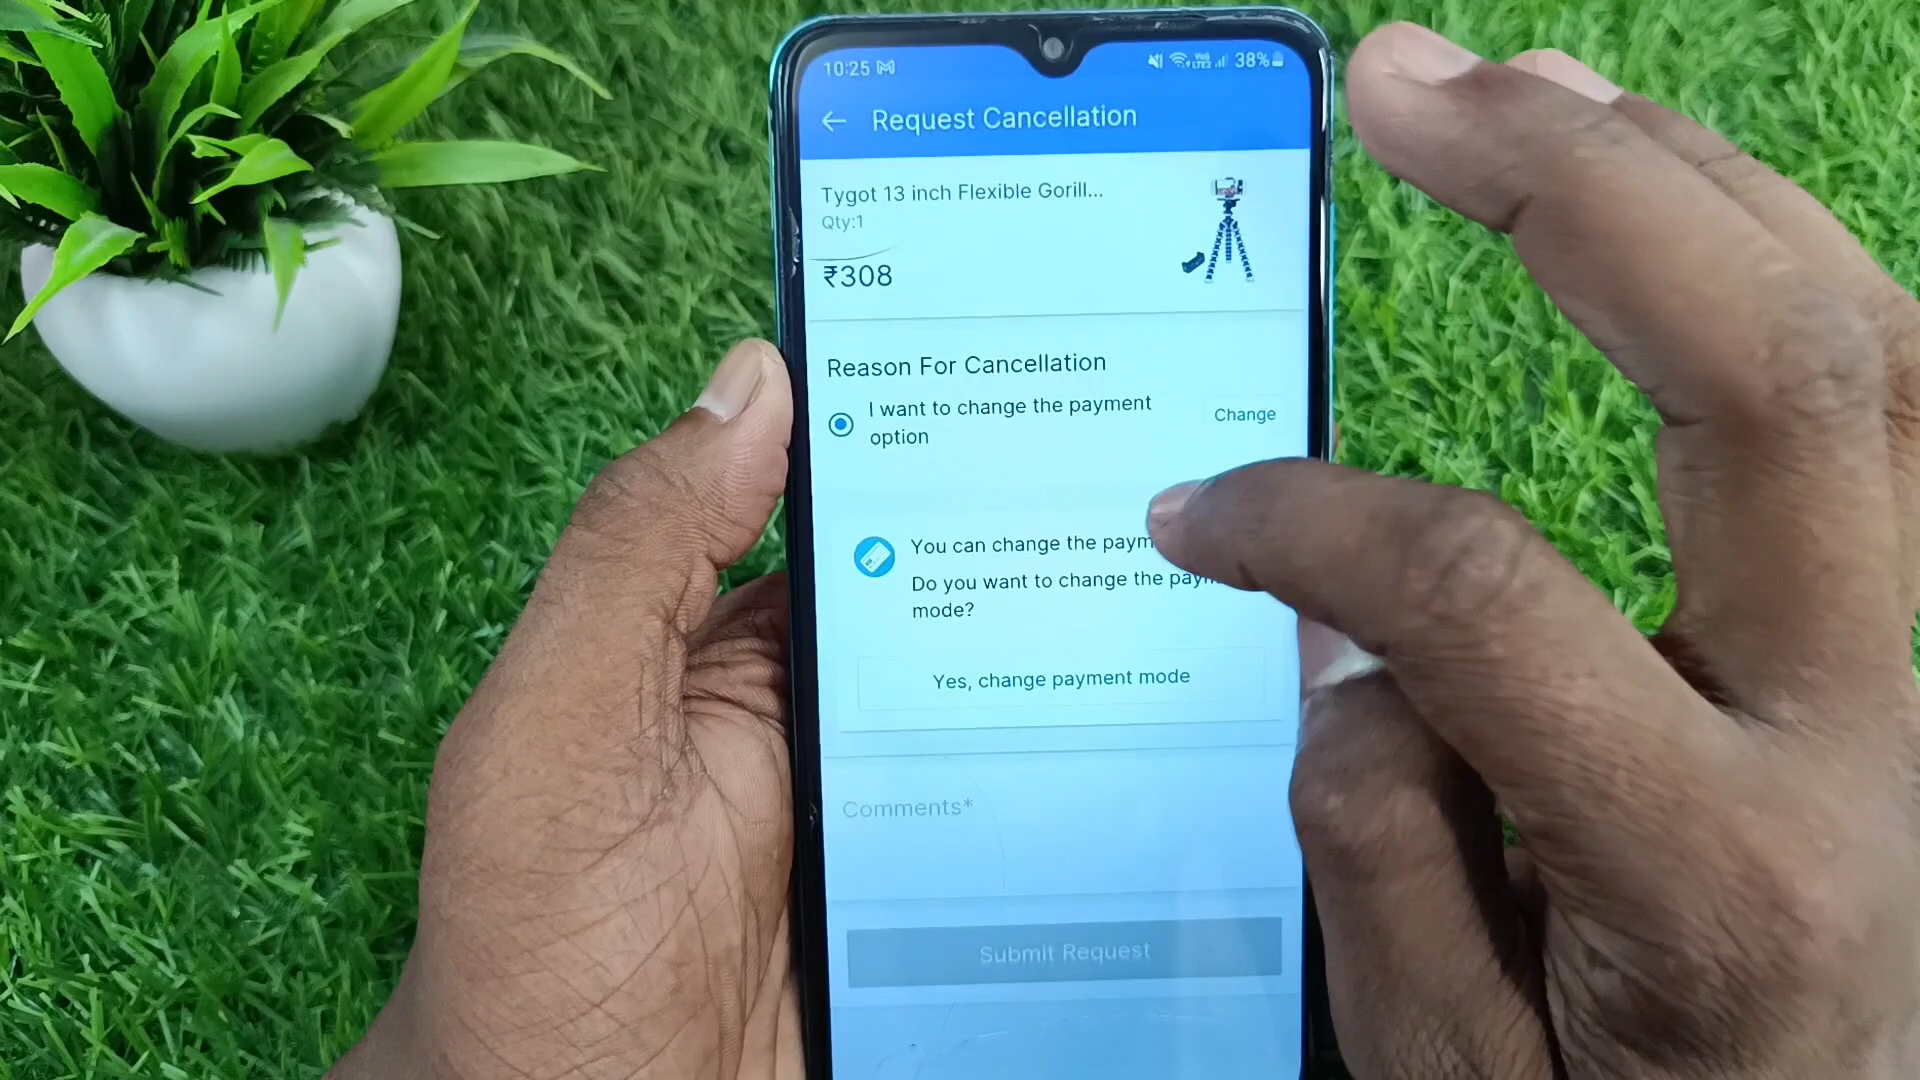 10:25
38%
Request Cancellation
Tygot 13 inch Flexible Gorill...
Qty:1
₹308
Reason For Cancellation
I want to change the payment
option
Change
You can change the
Do you want to change the
mode?
Yes, change payment mode
Comments*
Submit Request